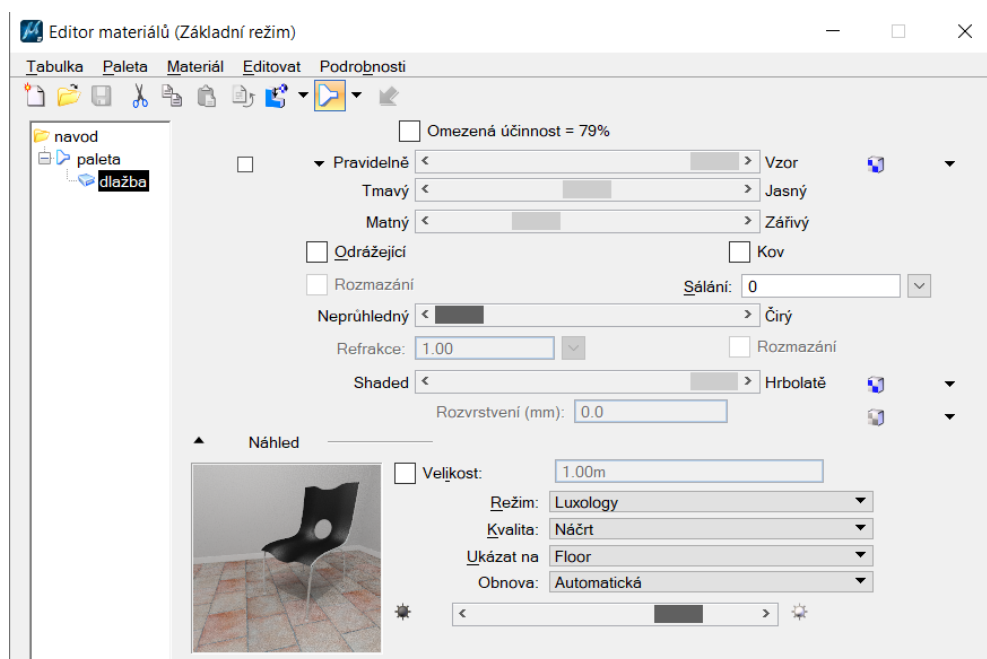 Editor materiálů (Základní režim)
Tabulka Paleta Materiál Editovat Podrobnosti
navod
paleta
dlažba
Omezená účinnost = 79%
Pravidelně Vzor
Tmavý Jasný
Matný Zářivý
Odrážející Kov
Rozmazání Sálání: 0
Neprůhledný Čirý
Refrakce: 1.00 Rozmazání
Shaded Hrbolatě
Rozvrstvení (mm): 0.0
Náhled
Velikost: 1.00m
Režim: Luxology
Kvalita: Náčrt
Ukázat na Floor
Obnova: Automatická